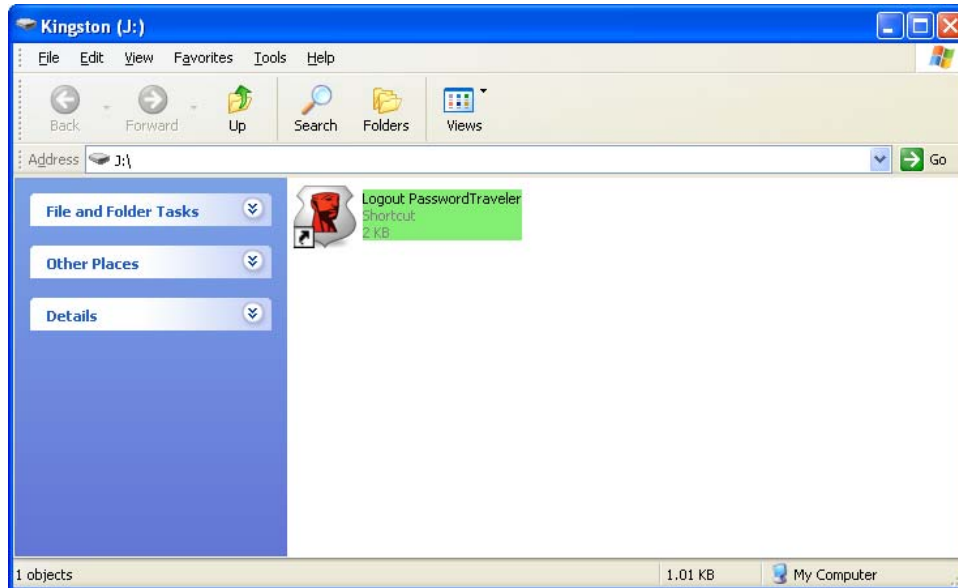 Kingston (J:)
File Edit View Favorites Tools Help
Back Forward Up Search Folders Views
Address J:\ Go
File and Folder Tasks
Other Places
Details
Logout PasswordTraveler
Shortcut
2 KB
1 objects 1.01 KB My Computer